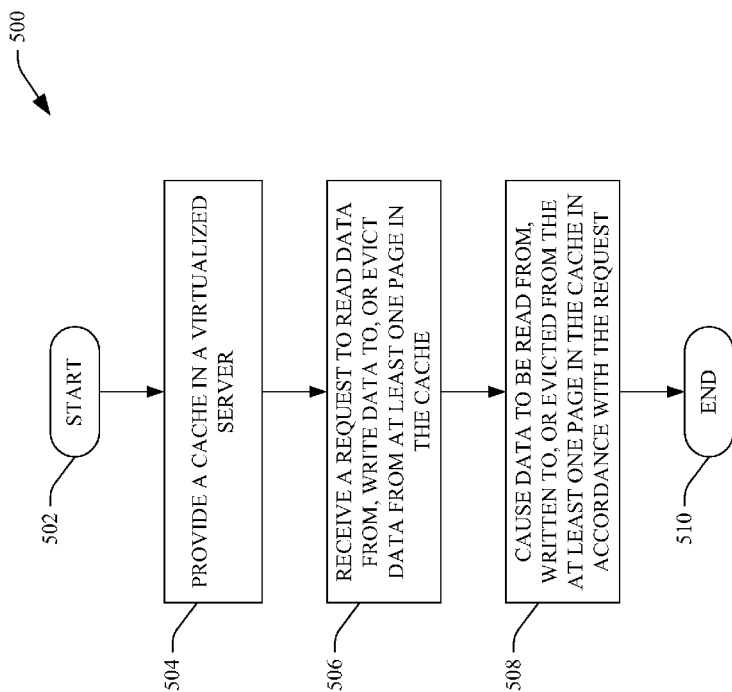 500
START
502
PROVIDE A CACHE IN A VIRTUALIZED
SERVER
504
RECEIVE A REQUEST TO READ DATA
FROM, WRITE DATA TO, OR EVICT
DATA FROM AT LEAST ONE PAGE IN
THE CACHE
506
CAUSE DATA TO BE READ FROM,
WRITTEN TO, OR EVICTED FROM THE
AT LEAST ONE PAGE IN THE CACHE IN
ACCORDANCE WITH THE REQUEST
508
END
510